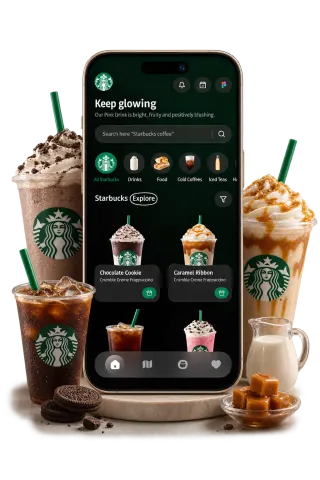 Keep glowing
Our Pink Drink is bright, fruity and positively blushing.
Search here "Starbucks coffee"
All Starbucks
Drinks
Food
Cold Coffees
Iced Teas
Starbucks Explore
Chocolate Cookie
Crumble Creme Frappuccino
Caramel Ribbon
Crumble Creme Frappuccino